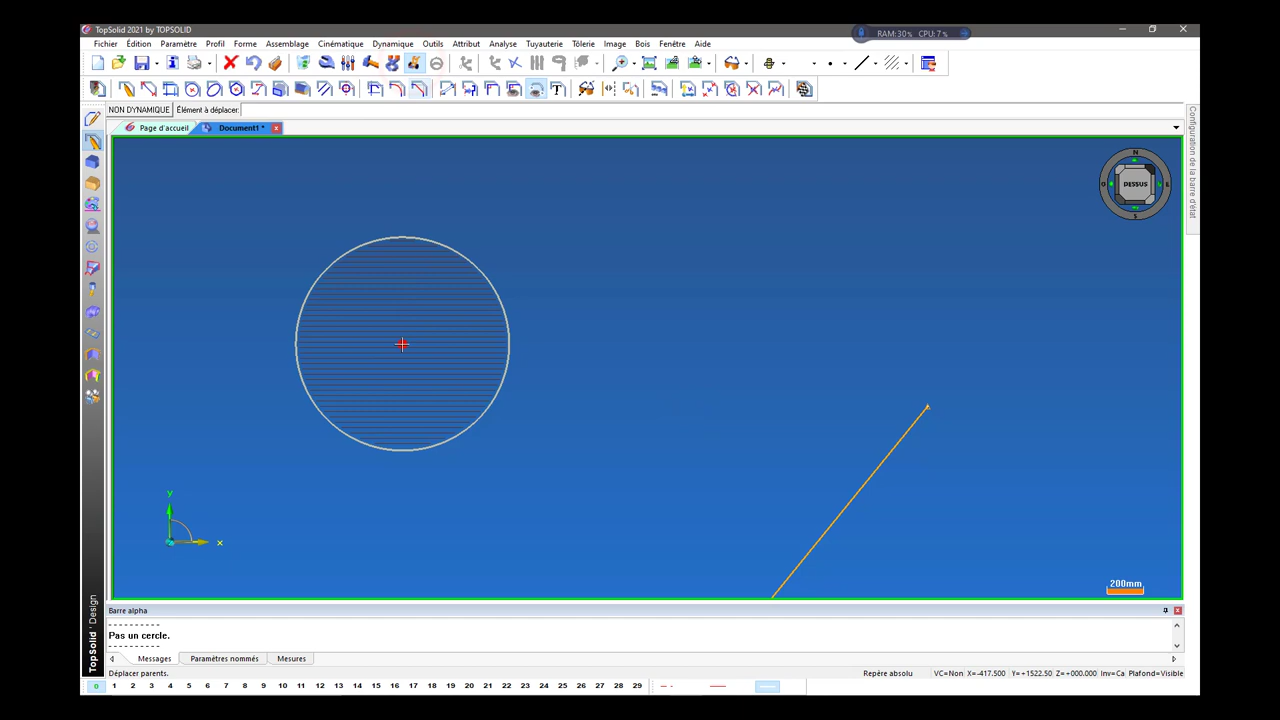 TopSolid 2021 by TOPSOLID
RAM:30% CPU:7%
Fichier Édition Paramètre Profil Forme Assemblage Cinématique Dynamique Outils Attribut Analyse Tuyauterie Tôlerie Image Bois Fenêtre Aide
NON DYNAMIQUE Élément à déplacer:
Page d'accueil Document1 *
Configuration de la barre d'état
N
O DESSUS E
S
Y
X
200mm
Barre alpha
----------
Pas un cercle.
----------
Messages Paramètres nommés Mesures
TopSolid'Design
Déplacer parents. Repère absolu VC=Non X=-417.500 Y=+1522.50 Z=+000.000 Inv=Ca Plafond=Visible
0 1 2 3 4 5 6 7 8 9 10 11 12 13 14 15 16 17 18 19 20 21 22 23 24 25 26 27 28 29